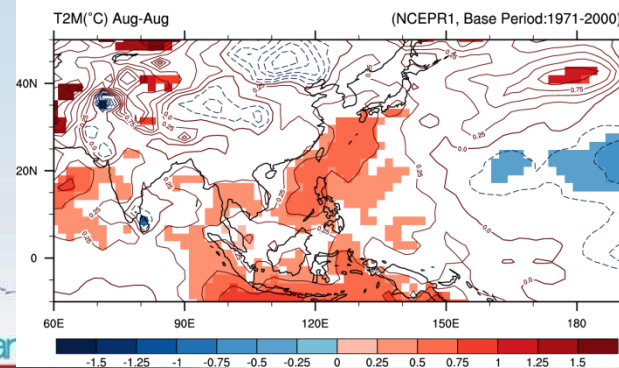 T2M(°C) Aug-Aug (NCEPR1, Base Period:1971-2000)
40N
20N
0
60E 90E 120E 150E 180
-1.5 -1.25 -1 -0.75 -0.5 -0.25 0 0.25 0.5 0.75 1 1.25 1.5